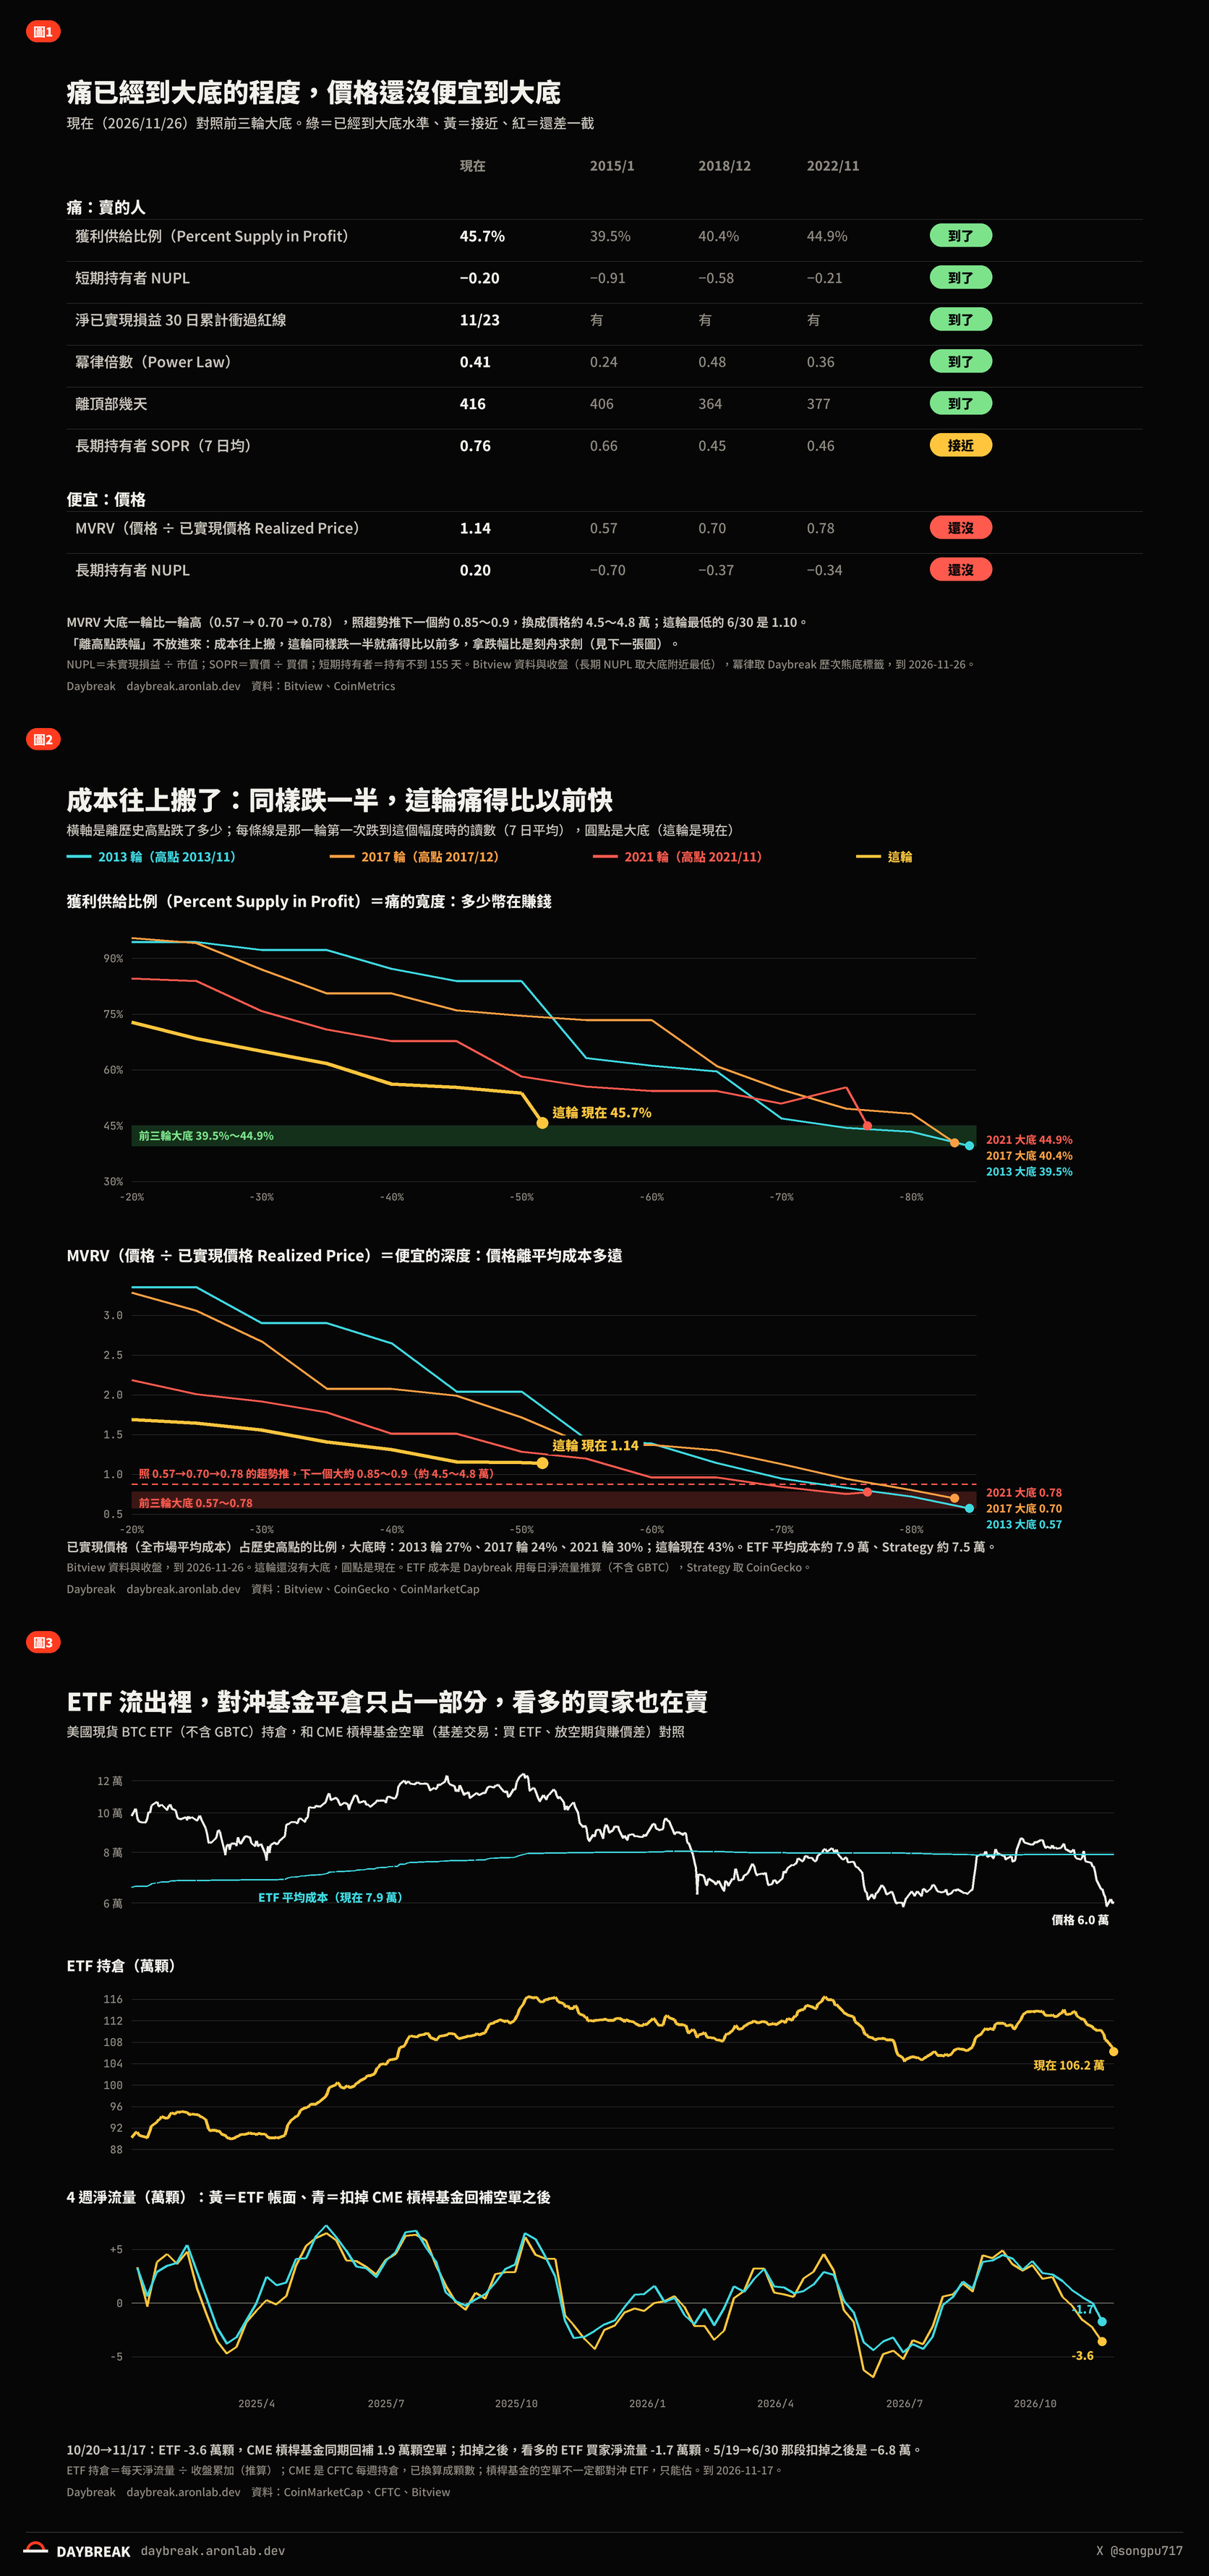 圖1
痛已經到大底的程度，價格還沒便宜到大底
現在（2026/11/26）對照前三輪大底。綠＝已經到大底水準、黃＝接近、紅＝還差一截
現在 2015/1 2018/12 2022/11
痛：賣的人
獲利供給比例（Percent Supply in Profit） 45.7% 39.5% 40.4% 44.9% 到了
短期持有者 NUPL −0.20 −0.91 −0.58 −0.21 到了
淨已實現損益 30 日累計衝過紅線 11/23 有 有 有 到了
冪律倍數（Power Law） 0.41 0.24 0.48 0.36 到了
離頂部幾天 416 406 364 377 到了
長期持有者 SOPR（7 日均） 0.76 0.66 0.45 0.46 接近
便宜：價格
MVRV（價格 ÷ 已實現價格 Realized Price） 1.14 0.57 0.70 0.78 還沒
長期持有者 NUPL 0.20 −0.70 −0.37 −0.34 還沒
MVRV 大底一輪比一輪高（0.57 → 0.70 → 0.78），照趨勢推下一個約 0.85～0.9，換成價格約 4.5～4.8 萬；這輪最低的 6/30 是 1.10。
「離高點跌幅」不放進來：成本往上搬，這輪同樣跌一半就痛得比以前多，拿跌幅比是刻舟求劍（見下一張圖）。
NUPL＝未實現損益 ÷ 市值；SOPR＝賣價 ÷ 買價；短期持有者＝持有不到 155 天。Bitview 資料與收盤（長期 NUPL 取大底附近最低），冪律取 Daybreak 歷次熊底標籤，到 2026-11-26。
Daybreak daybreak.aronlab.dev 資料：Bitview、CoinMetrics
圖2
成本往上搬了：同樣跌一半，這輪痛得比以前快
橫軸是離歷史高點跌了多少；每條線是那一輪第一次跌到這個幅度時的讀數（7 日平均），圓點是大底（這輪是現在）
2013 輪（高點 2013/11） 2017 輪（高點 2017/12） 2021 輪（高點 2021/11） 這輪
獲利供給比例（Percent Supply in Profit）＝痛的寬度：多少幣在賺錢
90%
75%
60%
這輪 現在 45.7%
45%
前三輪大底 39.5%～44.9%
2021 大底 44.9%
2017 大底 40.4%
2013 大底 39.5%
30%
-20% -30% -40% -50% -60% -70% -80%
MVRV（價格 ÷ 已實現價格 Realized Price）＝便宜的深度：價格離平均成本多遠
3.0
2.5
2.0
1.5
這輪 現在 1.14
1.0
照 0.57→0.70→0.78 的趨勢推，下一個大約 0.85～0.9（約 4.5～4.8 萬）
前三輪大底 0.57～0.78
2021 大底 0.78
2017 大底 0.70
2013 大底 0.57
0.5
-20% -30% -40% -50% -60% -70% -80%
已實現價格（全市場平均成本）占歷史高點的比例，大底時：2013 輪 27%、2017 輪 24%、2021 輪 30%；這輪現在 43%。ETF 平均成本約 7.9 萬、Strategy 約 7.5 萬。
Bitview 資料與收盤，到 2026-11-26。這輪還沒有大底，圓點是現在。ETF 成本是 Daybreak 用每日淨流量推算（不含 GBTC），Strategy 取 CoinGecko。
Daybreak daybreak.aronlab.dev 資料：Bitview、CoinGecko、CoinMarketCap
圖3
ETF 流出裡，對沖基金平倉只占一部分，看多的買家也在賣
美國現貨 BTC ETF（不含 GBTC）持倉，和 CME 槓桿基金空單（基差交易：買 ETF、放空期貨賺價差）對照
12 萬
10 萬
8 萬
6 萬
ETF 平均成本（現在 7.9 萬）
價格 6.0 萬
ETF 持倉（萬顆）
116
112
108
104
現在 106.2 萬
100
96
92
88
4 週淨流量（萬顆）：黃＝ETF 帳面、青＝扣掉 CME 槓桿基金回補空單之後
+5
0
-1.7
-3.6
-5
2025/4 2025/7 2025/10 2026/1 2026/4 2026/7 2026/10
10/20→11/17：ETF -3.6 萬顆，CME 槓桿基金同期回補 1.9 萬顆空單；扣掉之後，看多的 ETF 買家淨流量 -1.7 萬顆。5/19→6/30 那段扣掉之後是 −6.8 萬。
ETF 持倉＝每天淨流量 ÷ 收盤累加（推算）；CME 是 CFTC 每週持倉，已換算成顆數；槓桿基金的空單不一定都對沖 ETF，只能估。到 2026-11-17。
Daybreak daybreak.aronlab.dev 資料：CoinMarketCap、CFTC、Bitview
DAYBREAK daybreak.aronlab.dev X @songpu717